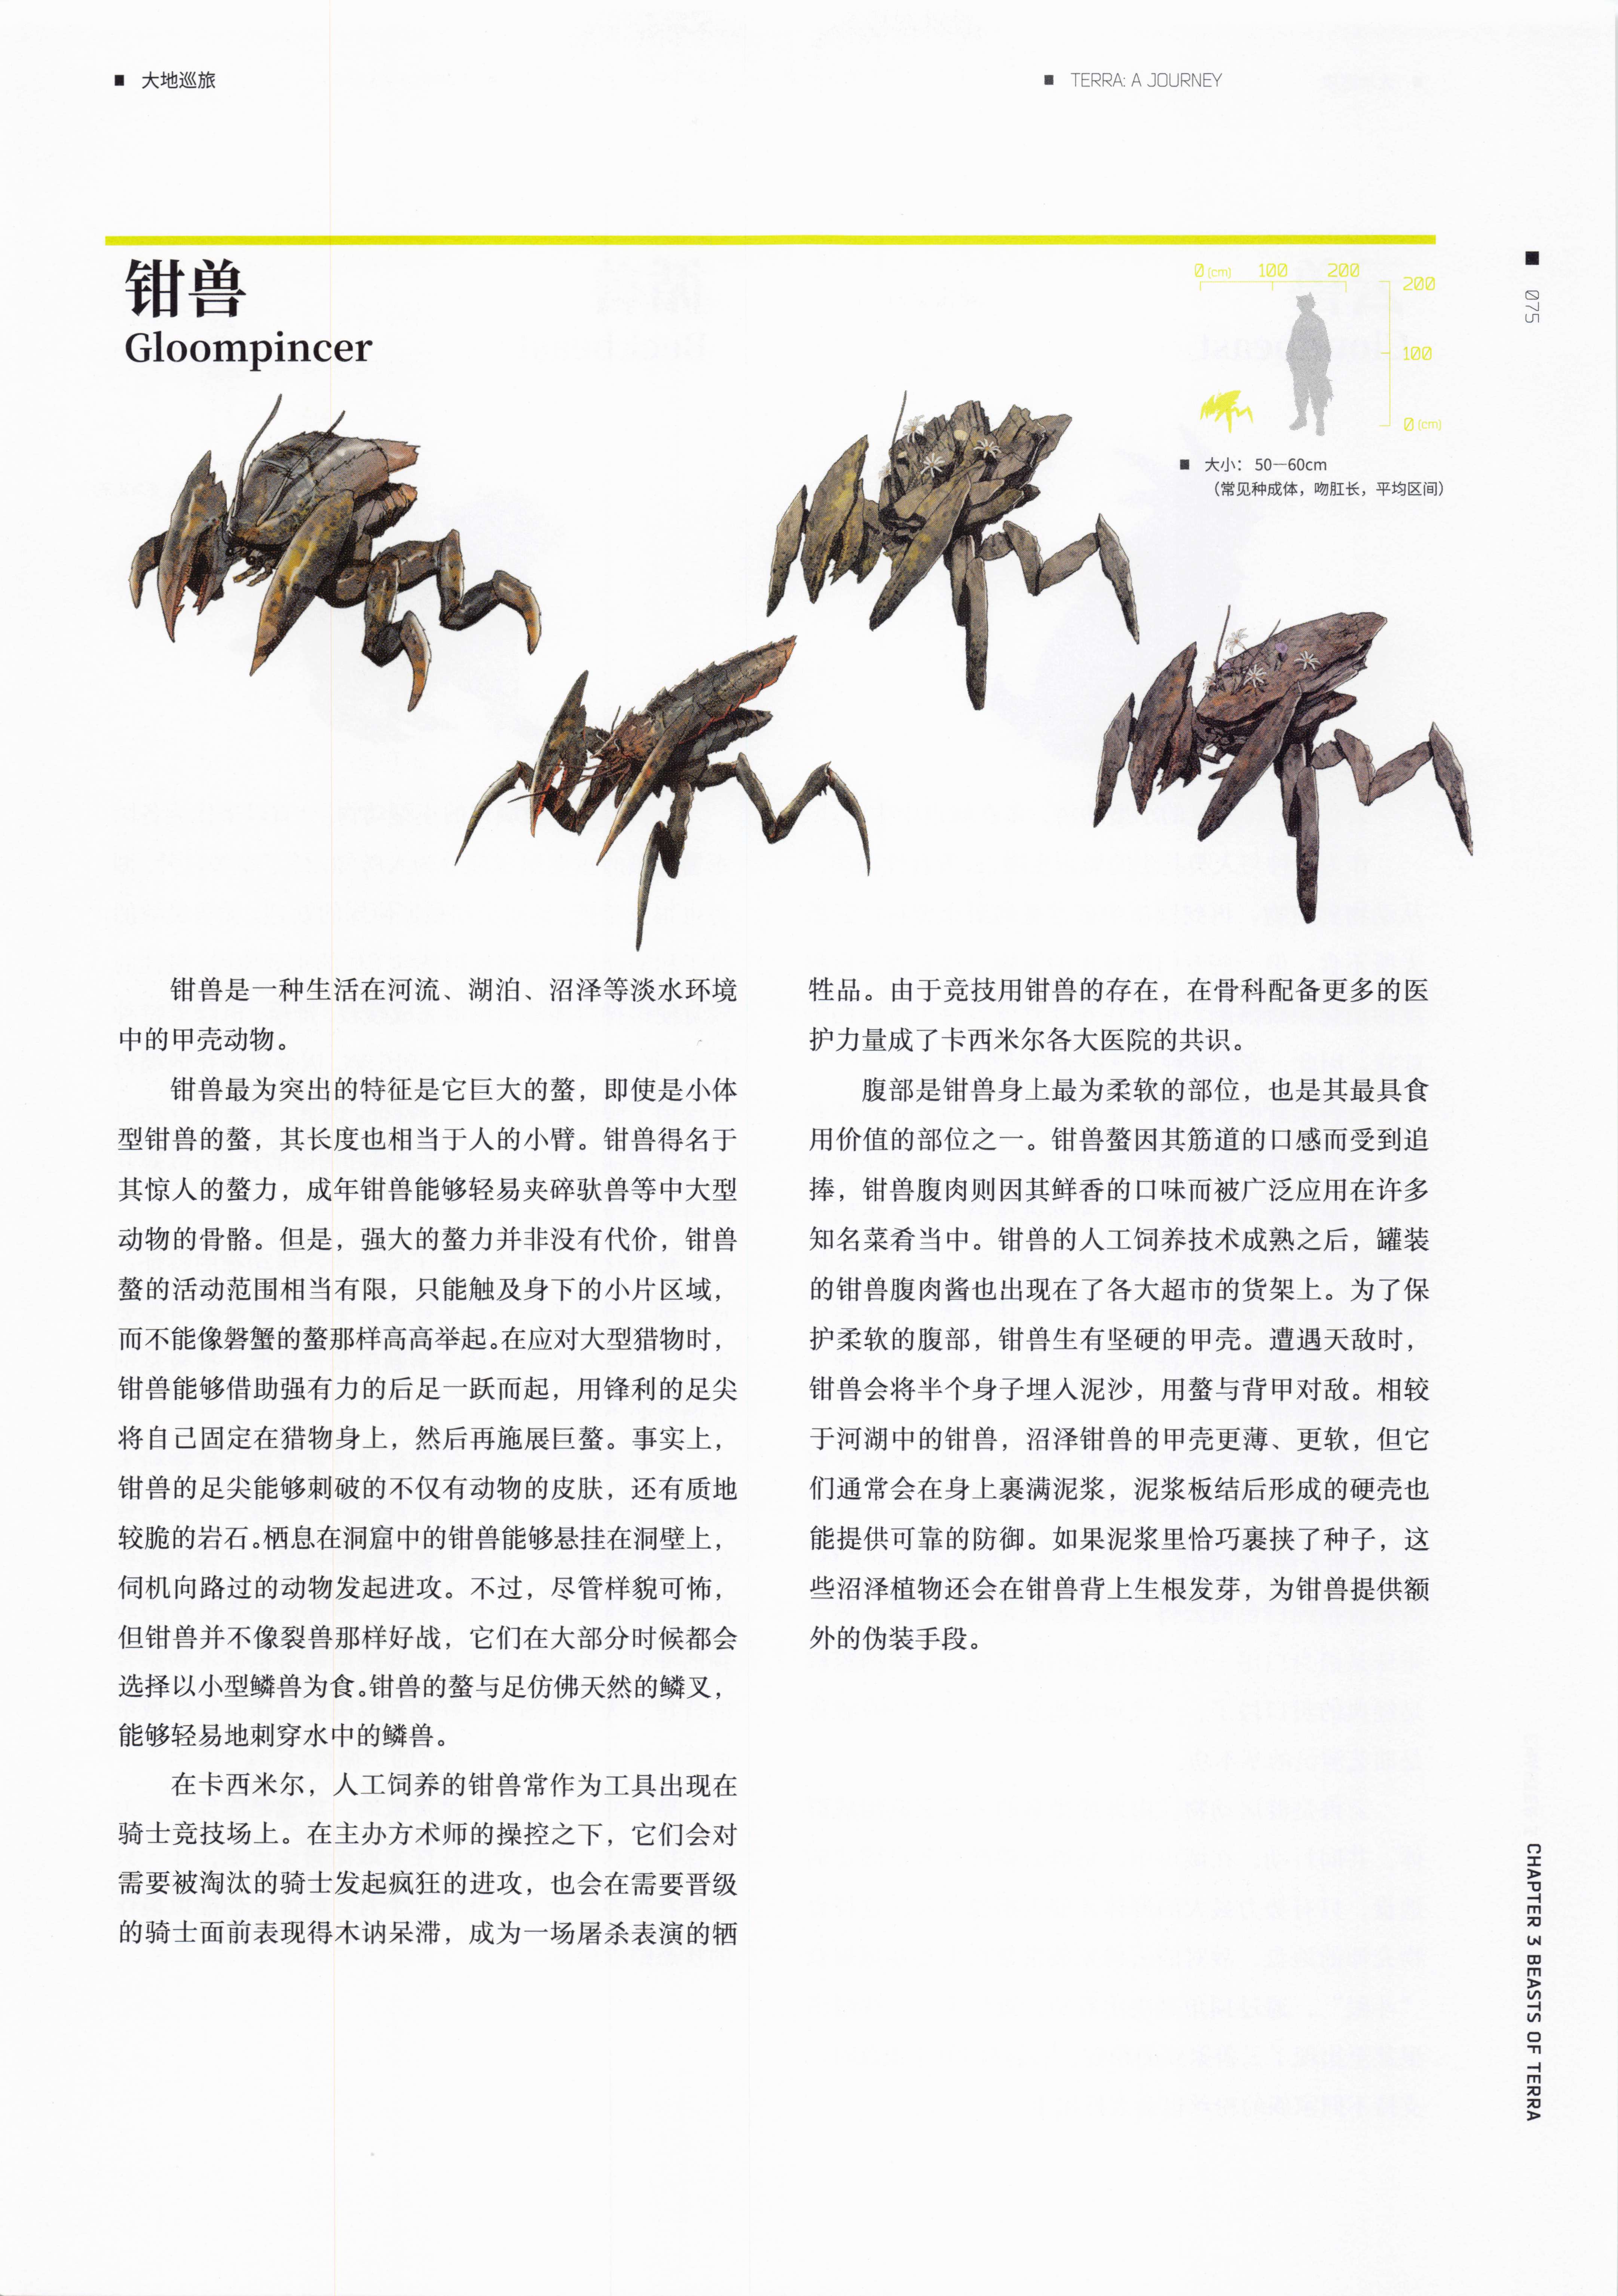 大地巡旅
TERRA: A JOURNEY
钳兽
Gloompincer
0 (cm) 100 200
200
100
0 (cm)
大小： 50—60cm
（常见种成体，吻肛长，平均区间）
075
钳兽是一种生活在河流、湖泊、沼泽等淡水环境
中的甲壳动物。
钳兽最为突出的特征是它巨大的螯，即使是小体
型钳兽的螯，其长度也相当于人的小臂。钳兽得名于
其惊人的螯力，成年钳兽能够轻易夹碎驮兽等中大型
动物的骨骼。但是，强大的螯力并非没有代价，钳兽
螯的活动范围相当有限，只能触及身下的小片区域，
而不能像磐蟹的螯那样高高举起。在应对大型猎物时，
钳兽能够借助强有力的后足一跃而起，用锋利的足尖
将自己固定在猎物身上，然后再施展巨螯。事实上，
钳兽的足尖能够刺破的不仅有动物的皮肤，还有质地
较脆的岩石。栖息在洞窟中的钳兽能够悬挂在洞壁上，
伺机向路过的动物发起进攻。不过，尽管样貌可怖，
但钳兽并不像裂兽那样好战，它们在大部分时候都会
选择以小型鳞兽为食。钳兽的螯与足仿佛天然的鳞叉，
能够轻易地刺穿水中的鳞兽。
在卡西米尔，人工饲养的钳兽常作为工具出现在
骑士竞技场上。在主办方术师的操控之下，它们会对
需要被淘汰的骑士发起疯狂的进攻，也会在需要晋级
的骑士面前表现得木讷呆滞，成为一场屠杀表演的牺
牲品。由于竞技用钳兽的存在，在骨科配备更多的医
护力量成了卡西米尔各大医院的共识。
腹部是钳兽身上最为柔软的部位，也是其最具食
用价值的部位之一。钳兽螯因其筋道的口感而受到追
捧，钳兽腹肉则因其鲜香的口味而被广泛应用在许多
知名菜肴当中。钳兽的人工饲养技术成熟之后，罐装
的钳兽腹肉酱也出现在了各大超市的货架上。为了保
护柔软的腹部，钳兽生有坚硬的甲壳。遭遇天敌时，
钳兽会将半个身子埋入泥沙，用螯与背甲对敌。相较
于河湖中的钳兽，沼泽钳兽的甲壳更薄、更软，但它
们通常会在身上裹满泥浆，泥浆板结后形成的硬壳也
能提供可靠的防御。如果泥浆里恰巧裹挟了种子，这
些沼泽植物还会在钳兽背上生根发芽，为钳兽提供额
外的伪装手段。
CHAPTER 3 BEASTS OF TERRA